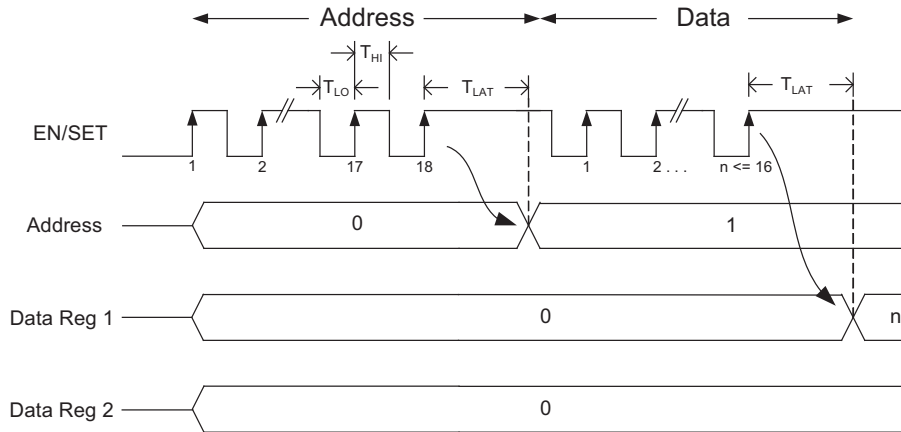 Address Data
T_HI
T_LO T_LAT T_LAT
EN/SET
1 2 17 18 1 2 . . . n <= 16
Address 0 1
Data Reg 1 0 n
Data Reg 2 0